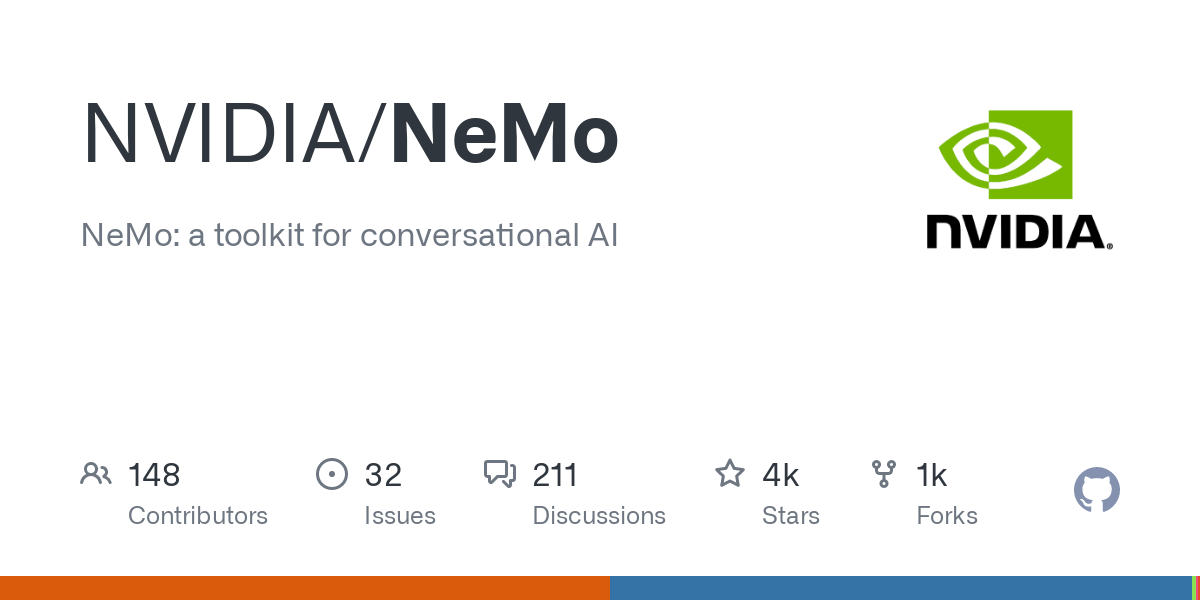 NVIDIA/NeMo
NeMo: a toolkit for conversational AI
NVIDIA®
148
Contributors
32
Issues
211
Discussions
4k
Stars
1k
Forks